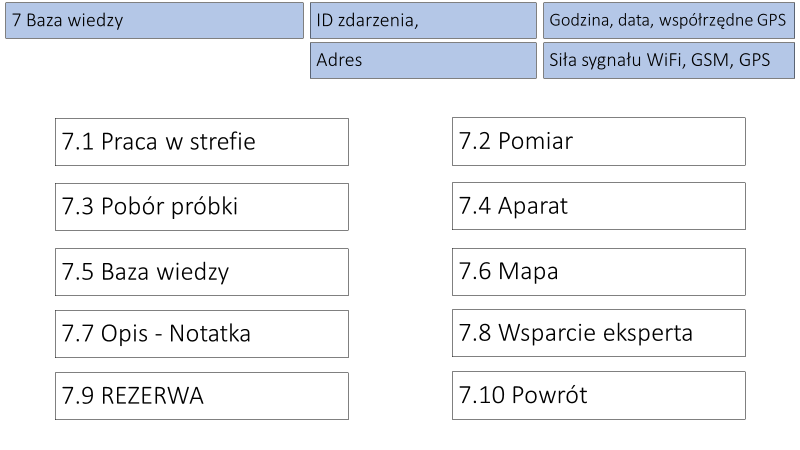 7 Baza wiedzy
ID zdarzenia,
Godzina, data, współrzędne GPS
Adres
Siła sygnału WiFi, GSM, GPS
7.1 Praca w strefie
7.2 Pomiar
7.3 Pobór próbki
7.4 Aparat
7.5 Baza wiedzy
7.6 Mapa
7.7 Opis - Notatka
7.8 Wsparcie eksperta
7.9 REZERWA
7.10 Powrót